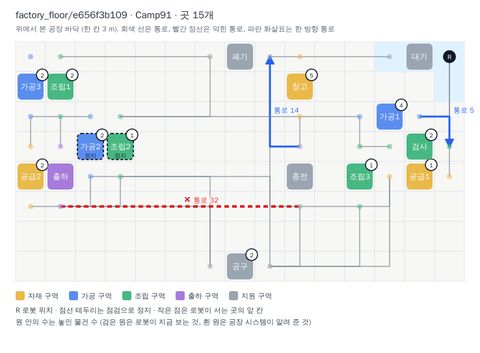 factory_floor/e656f3b109 · Camp91 · 곳 15개
위에서 본 공장 바닥 (한 칸 3 m). 회색 선은 통로, 빨간 점선은 막힌 통로, 파란 화살표는 한 방향 통로
폐기 대기 R
가공3 2 조립1 2 창고 5
통로 14 가공1 4 통로 5
가공2 2 조립2 1 검사 2
공급2 2 출하 충전 조립3 1 공급1 1
✕ 통로 32
공구 2
자재 구역 가공 구역 조립 구역 출하 구역 지원 구역
R 로봇 위치 · 점선 테두리는 점검으로 정지 · 작은 점은 로봇이 서는 곳의 앞 칸
원 안의 수는 놓인 물건 수 (검은 원은 로봇이 지금 보는 것, 흰 원은 공장 시스템이 알려 준 것)